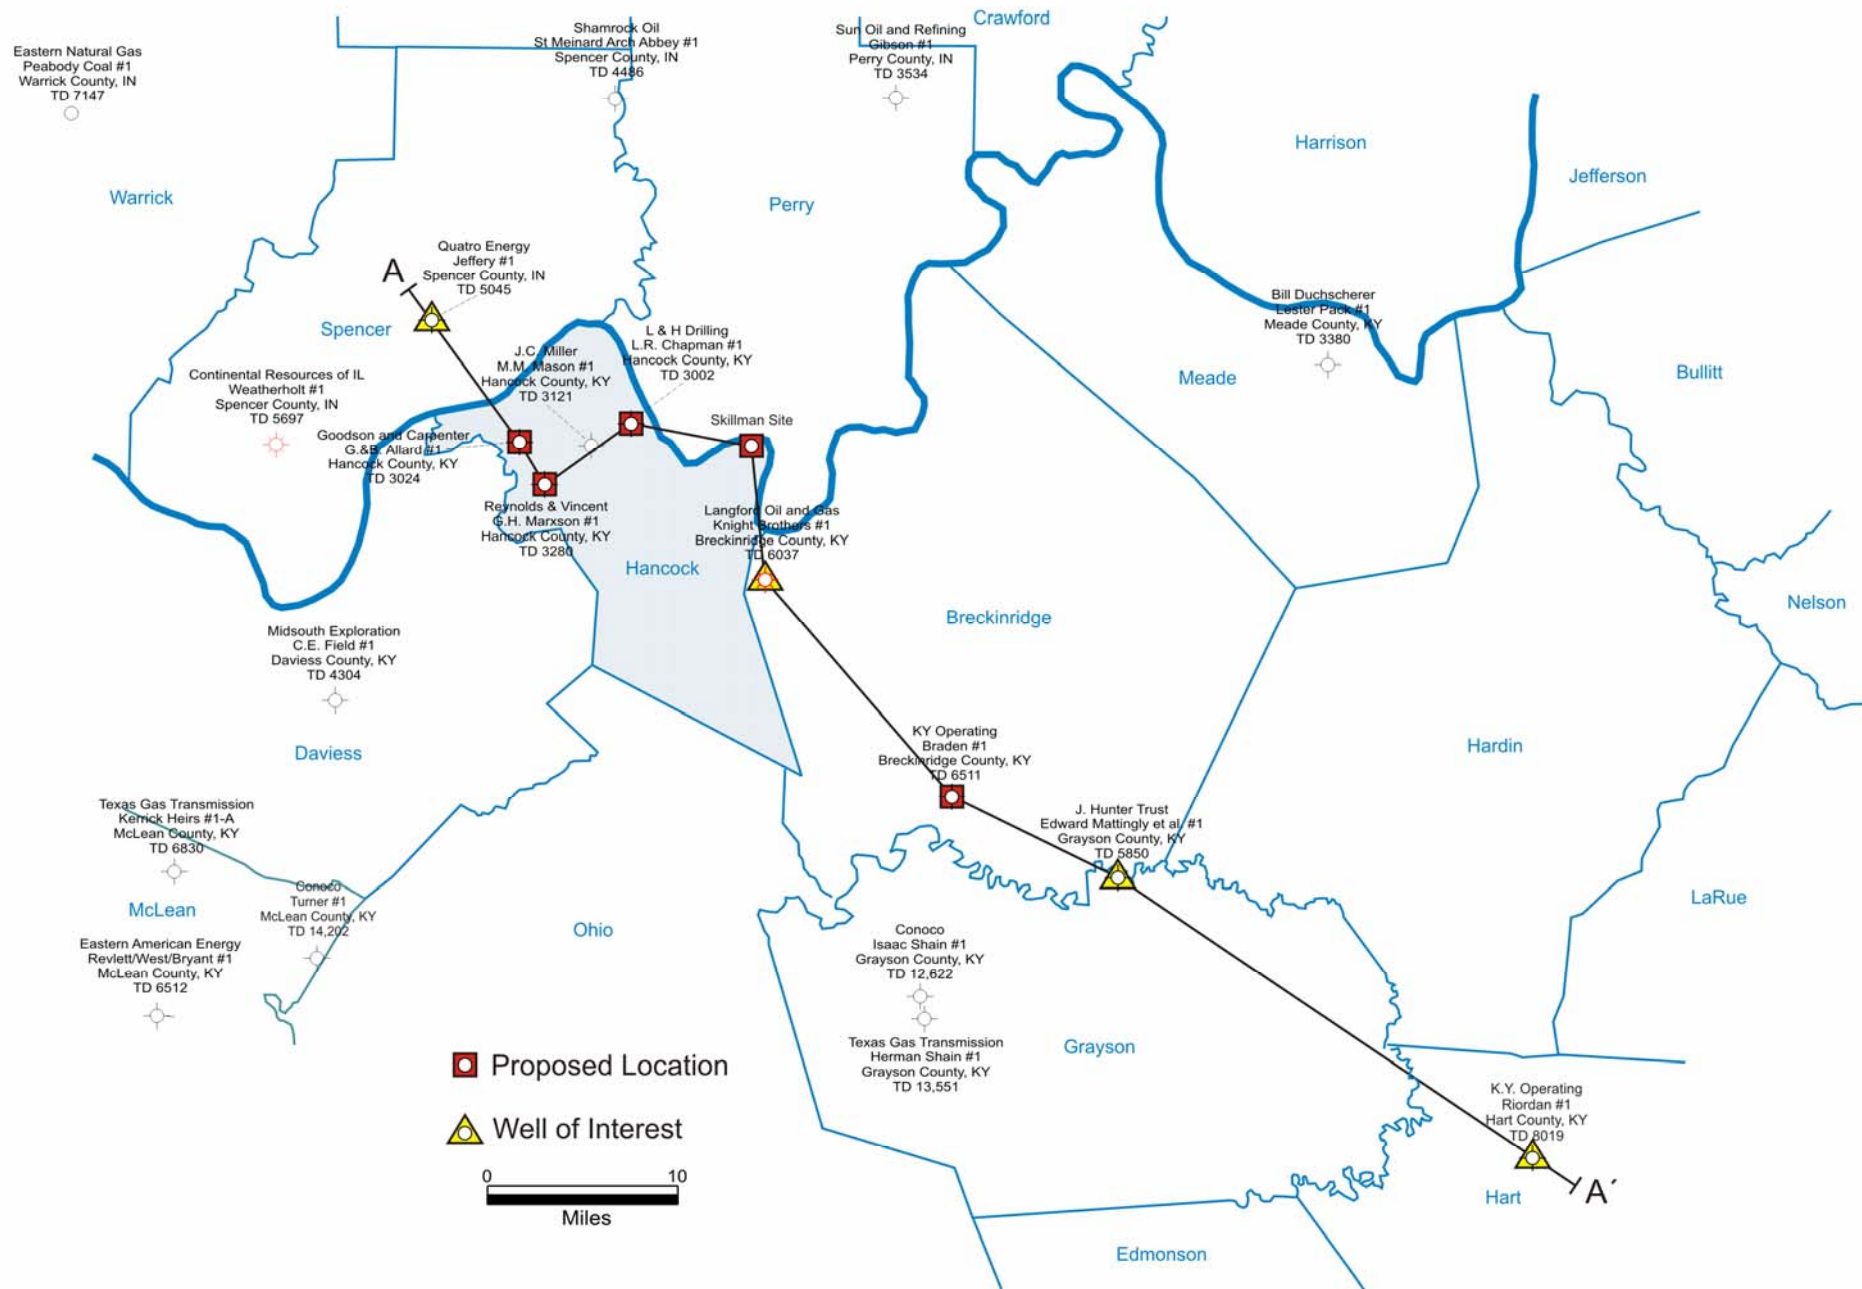 Crawford
Eastern Natural Gas
Peabody Coal #1
Warrick County, IN
TD 7147
Shamrock Oil
St Meinard Arch Abbey #1
Spencer County, IN
TD 4486
Sun Oil and Refining
Gibson #1
Perry County, IN
TD 3534
Harrison
Jefferson
Warrick
Perry
A
Quatro Energy
Jeffery #1
Spencer County, IN
TD 5045
Spencer
Bill Duchscherer
Lester Pack #1
Meade County, KY
TD 3380
L & H Drilling
L.R. Chapman #1
Hancock County, KY
TD 3002
J.C. Miller
M.M. Mason #1
Hancock County, KY
TD 3121
Meade
Bullitt
Continental Resources of IL
Weatherholt #1
Spencer County, IN
TD 5697
Skillman Site
Goodson and Carpenter
G.&B. Allard #1
Hancock County, KY
TD 3024
Reynolds & Vincent
G.H. Marxson #1
Hancock County, KY
TD 3280
Langford Oil and Gas
Knight Brothers #1
Breckinridge County, KY
TD 6037
Hancock
Breckinridge
Nelson
Midsouth Exploration
C.E. Field #1
Daviess County, KY
TD 4304
Daviess
KY Operating
Braden #1
Breckinridge County, KY
TD 6511
Hardin
Texas Gas Transmission
Kerrick Heirs #1-A
McLean County, KY
TD 6830
J. Hunter Trust
Edward Mattingly et al. #1
Grayson County, KY
TD 5850
McLean
Conoco
Turner #1
McLean County, KY
TD 14,202
LaRue
Ohio
Eastern American Energy
Revlett/West/Bryant #1
McLean County, KY
TD 6512
Conoco
Isaac Shain #1
Grayson County, KY
TD 12,622
Texas Gas Transmission
Herman Shain #1
Grayson County, KY
TD 13,551
Grayson
Proposed Location
Well of Interest
0 10
Miles
K.Y. Operating
Riordan #1
Hart County, KY
TD 8019
A´
Hart
Edmonson